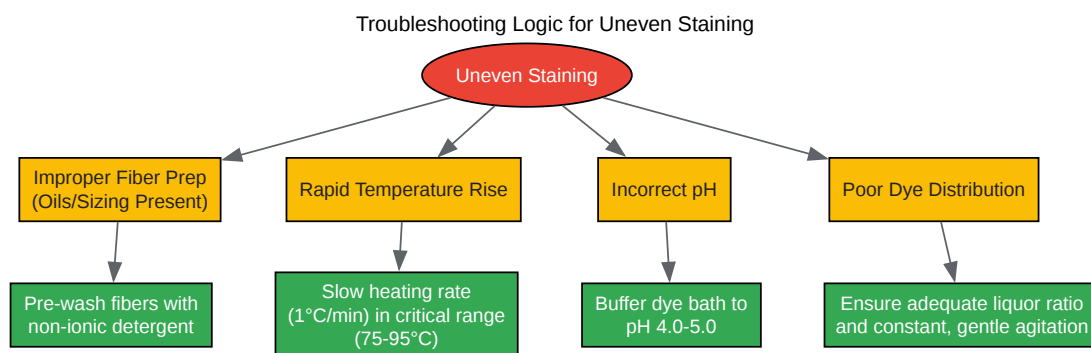 Troubleshooting Logic for Uneven Staining
Uneven Staining
Improper Fiber Prep
(Oils/Sizing Present)
Rapid Temperature Rise
Incorrect pH
Poor Dye Distribution
Pre-wash fibers with
non-ionic detergent
Slow heating rate
(1°C/min) in critical range
(75-95°C)
Buffer dye bath to
pH 4.0-5.0
Ensure adequate liquor ratio
and constant, gentle agitation